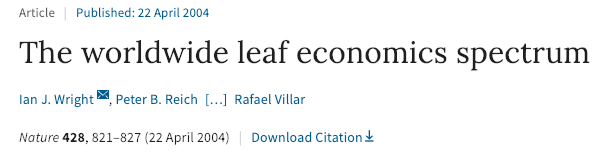 Article | Published: 22 April 2004
The worldwide leaf economics spectrum
Ian J. Wright, Peter B. Reich […] Rafael Villar
Nature 428, 821–827 (22 April 2004) | Download Citation